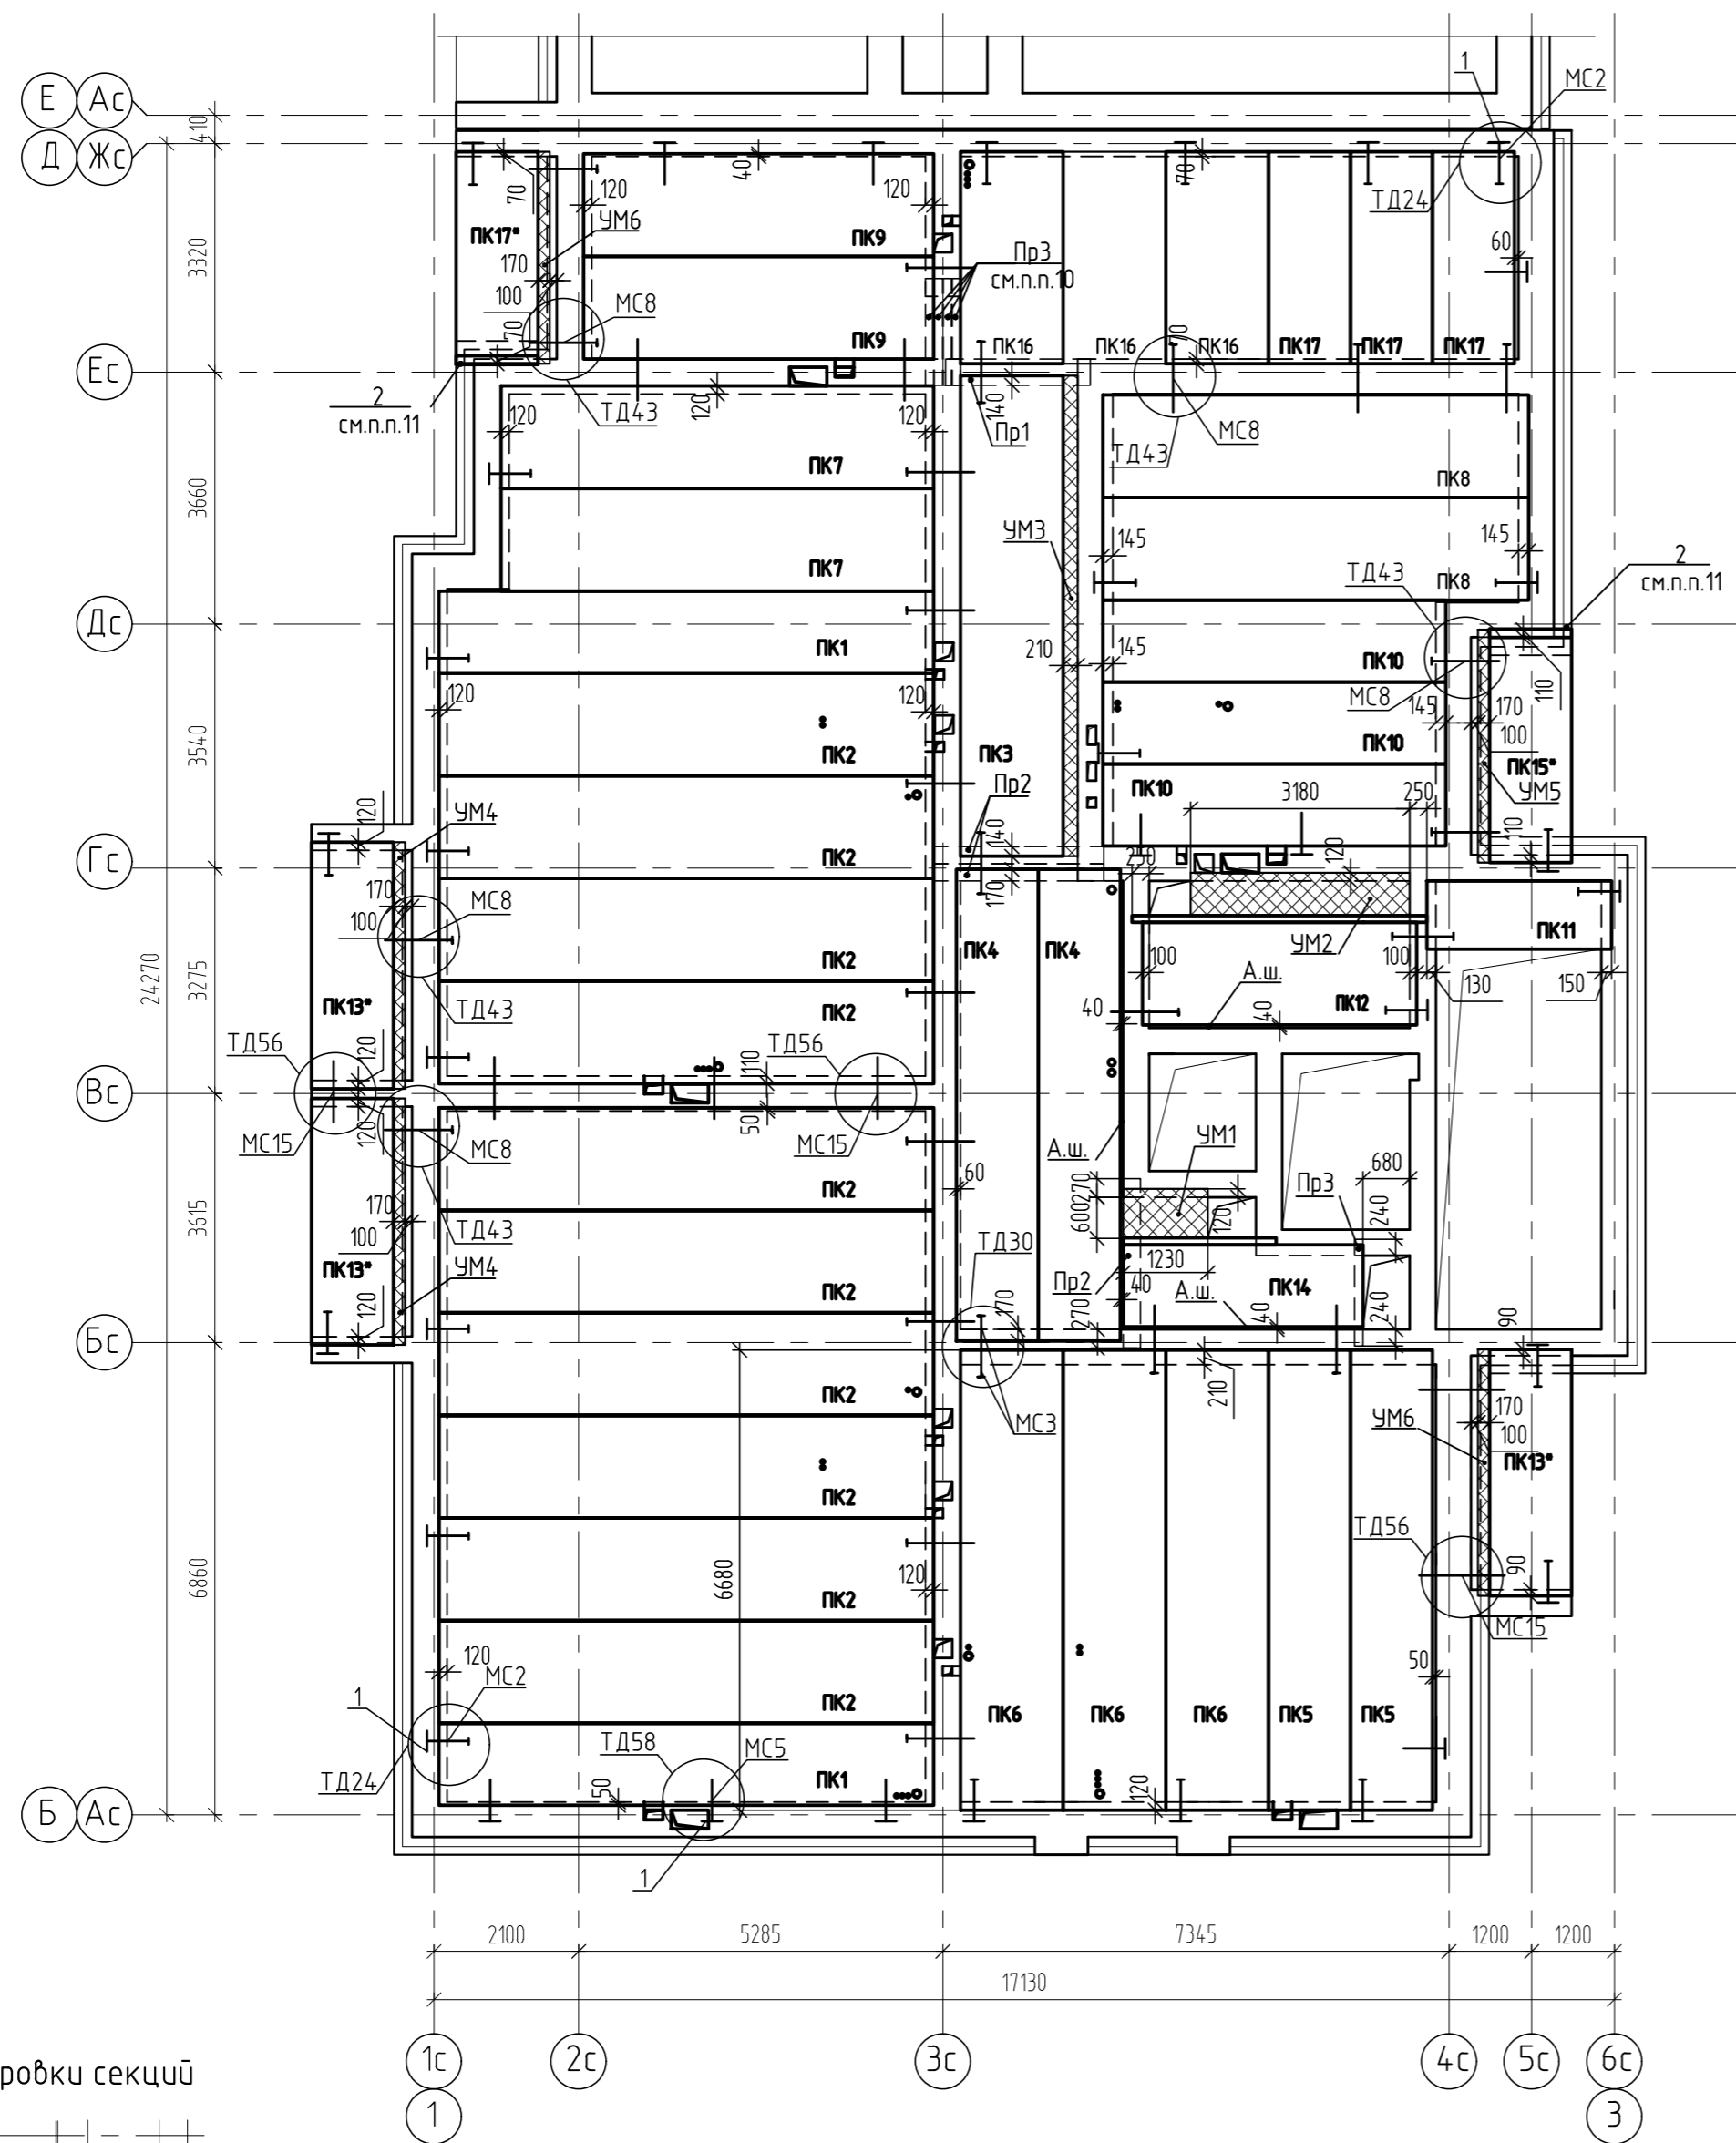 1
МС2
Е
Ас
410
Д
Жс
70
40
70
120
120
ТД24
ПК17*
УМ6
ПК9
Пр3
см.п.п.10
60
3320
170
100
МС8
70
ПК9
ПК16
ПК16
70
ПК16
ПК17
ПК17
ПК17
Ес
2
см.п.п.11
ТД43
120
120
120
140
Пр1
МС8
ТД43
ПК7
ПК8
3660
УМ3
145
145
2
см.п.п.11
ПК7
ТД43
ПК8
Дс
ПК1
210
145
ПК10
110
МС8
120
120
145
170
3540
100
ПК2
ПК3
ПК10
ПК15*
Пр2
ПК10
3180
250
УМ5
120
УМ4
140
110
ПК2
250
120
Гс
170
170
МС8
100
ПК4
ПК4
УМ2
ПК11
24270
3275
ПК2
100
А.ш.
100
130
150
ПК13*
ТД43
ПК2
40
40
ПК12
ТД56
120
ТД56
110
Вс
МС15
120
МС8
50
МС15
УМ1
А.ш.
60
270
680
ПК2
Пр3
3615
170
100
ТД43
600
120
240
ТД30
УМ4
1230
ПК13*
ПК2
Пр2
40
А.ш.
ПК14
120
170
270
40
240
90
Бс
210
ПК2
МС3
УМ6
170
100
ПК13*
ПК2
ТД56
6860
6680
120
90
ПК2
МС15
120
МС2
50
1
ПК2
ПК6
ПК6
ПК6
ПК5
ПК5
ТД58
МС5
ТД24
50
ПК1
120
Б
Ас
1
2100
5285
7345
1200
1200
17130
1с
2с
3с
4с
5с
6с
ровки секций
1
3